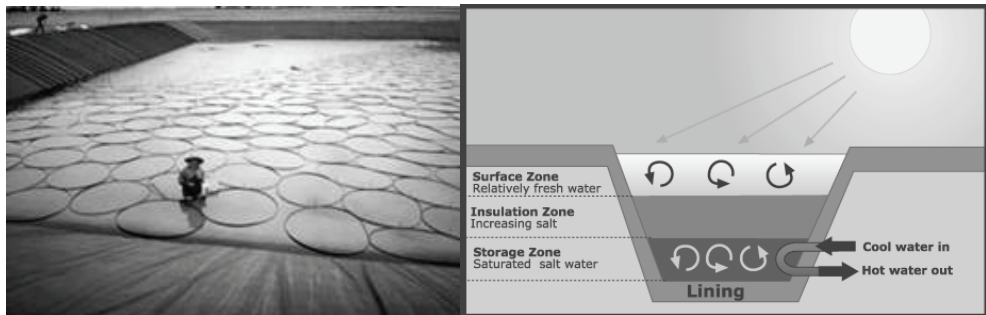 Surface Zone
Relatively fresh water
Insulation Zone
Increasing salt
Storage Zone
Saturated salt water
Cool water in
Hot water out
Lining